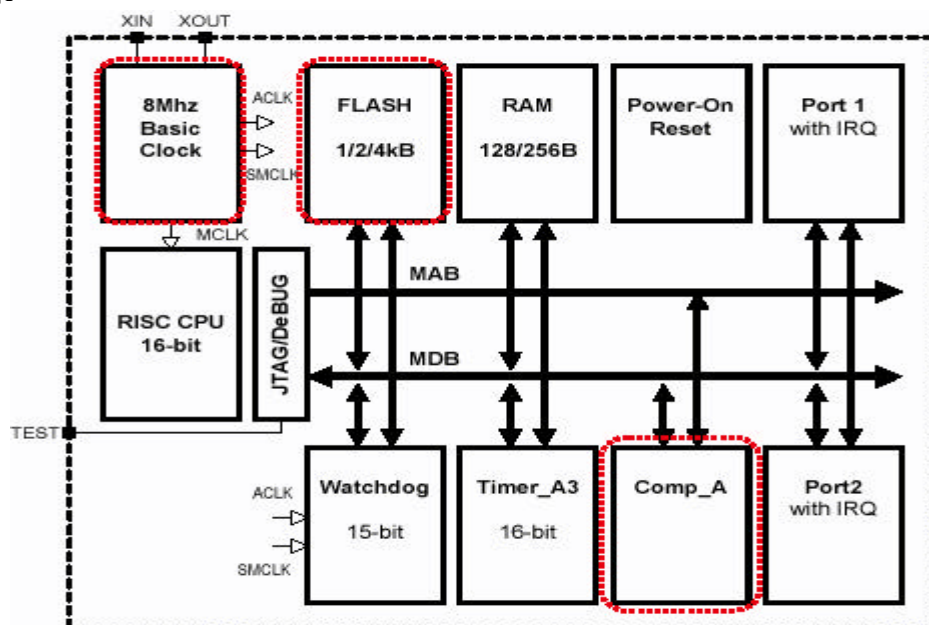 XIN XOUT
8Mhz
Basic
Clock
ACLK
SMCLK
FLASH
1/2/4kB
RAM
128/256B
Power-On
Reset
Port 1
with IRQ
MCLK
RISC CPU
16-bit
JTAG/DeBUG
MAB
MDB
TEST
ACLK
SMCLK
Watchdog
15-bit
Timer_A3
16-bit
Comp_A
Port2
with IRQ